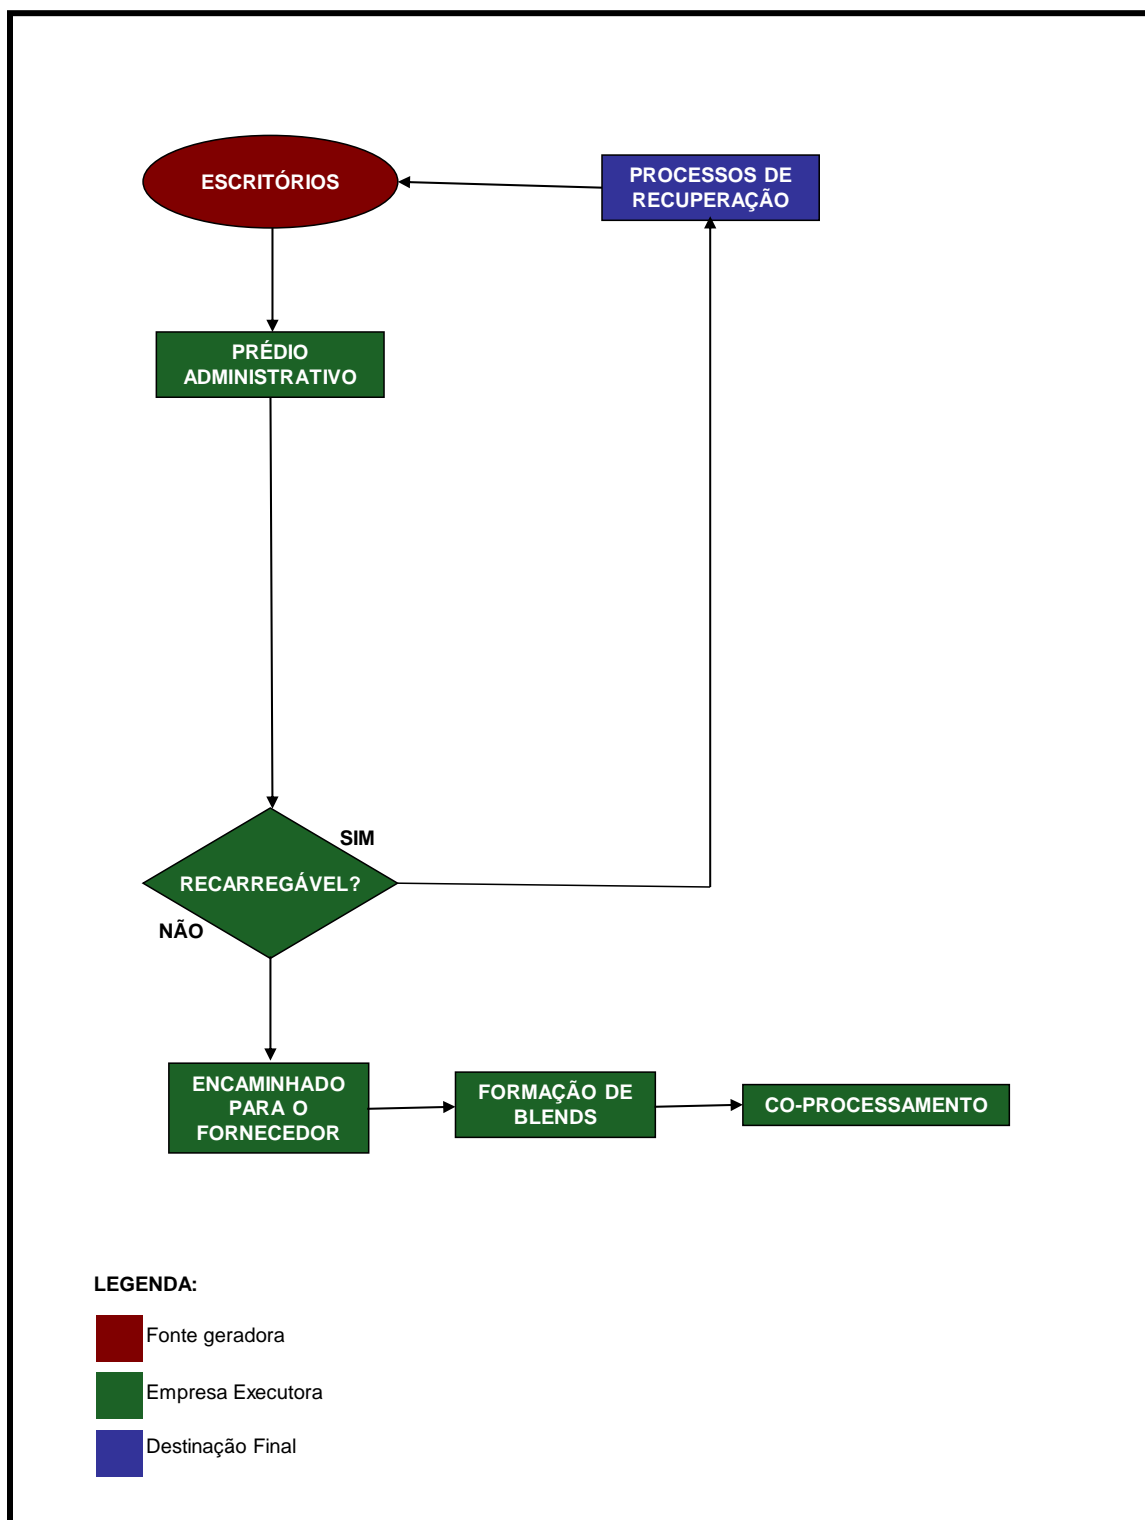 ESCRITÓRIOS
PROCESSOS DE
RECUPERAÇÃO
PRÉDIO
ADMINISTRATIVO
SIM
RECARREGÁVEL?
NÃO
ENCAMINHADO
PARA O
FORNECEDOR
FORMAÇÃO DE
BLENDS
CO-PROCESSAMENTO
LEGENDA:
Fonte geradora
Empresa Executora
Destinação Final